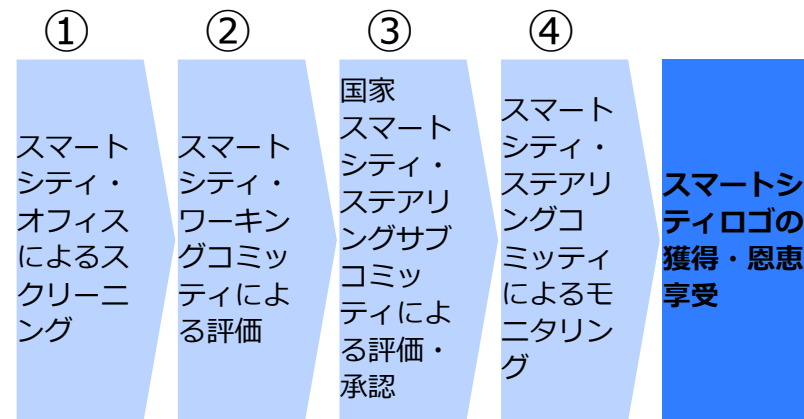 ①
スマート
シティ・
オフィス
によるス
クリーニ
ング
②
スマート
シティ・
ワーキン
グコミッ
ティによ
る評価
③
国家
スマート
シティ・
ステアリ
ングサブ
コミッ
ティによ
る評価・
承認
④
スマート
シティ・
ステアリ
ングコ
ミッティ
によるモ
ニタリン
グ
スマートシ
ティロゴの
獲得・恩恵
享受